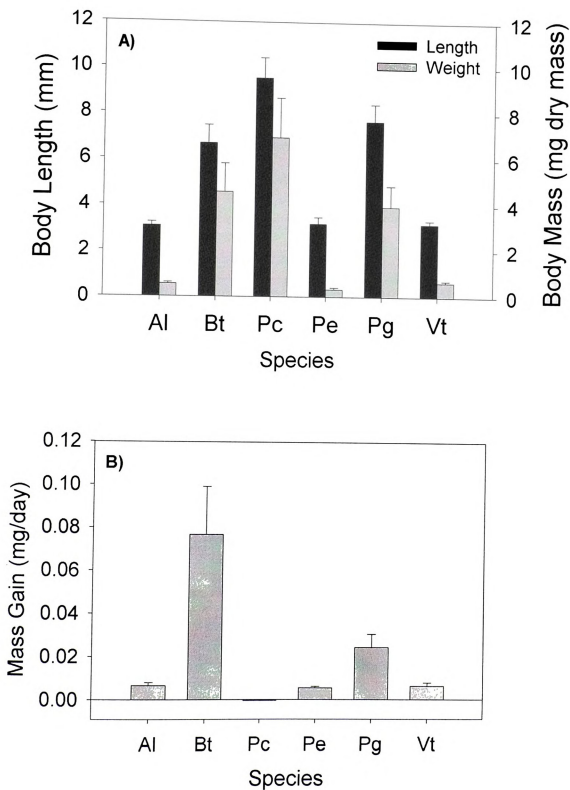 A)
Length
Weight
Body Length (mm)
12
10
8
6
4
2
0
Body Mass (mg dry mass)
12
10
8
6
4
2
0
Al Bt Pc Pe Pg Vt
Species
B)
Mass Gain (mg/day)
0.12
0.10
0.08
0.06
0.04
0.02
0.00
Al Bt Pc Pe Pg Vt
Species